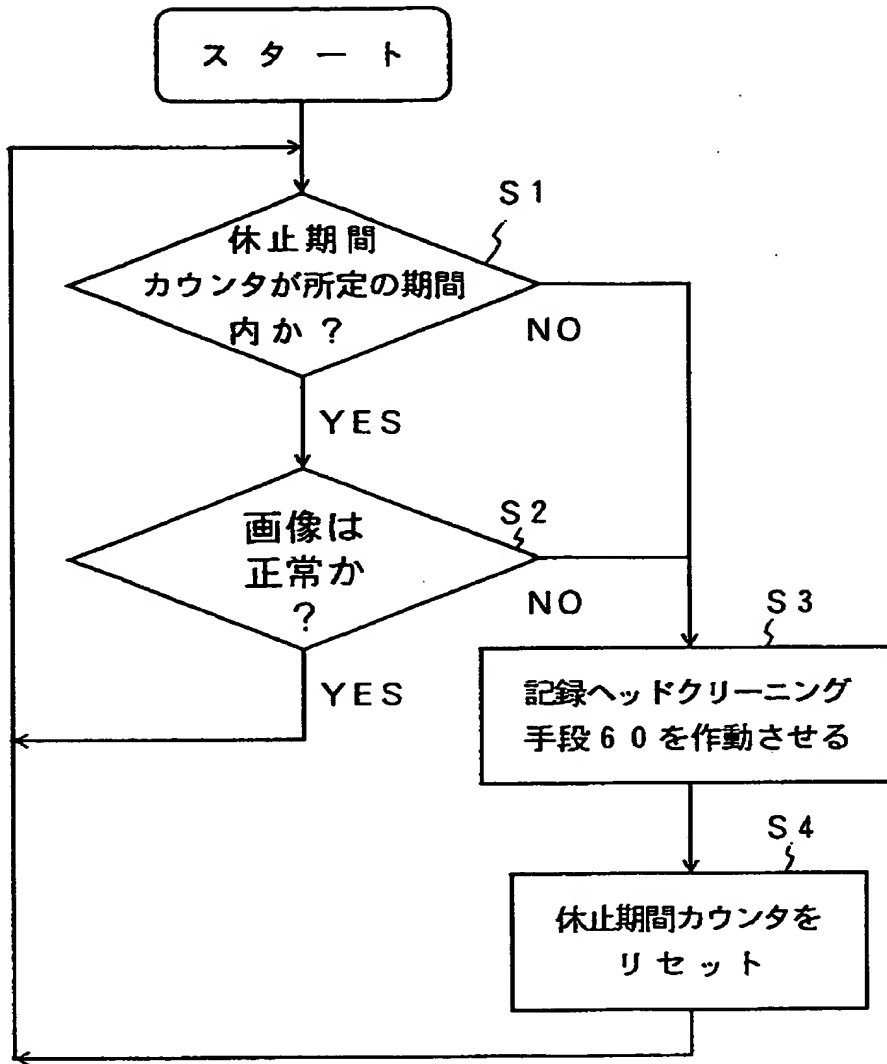 スタート
S1
休止期間
カウンタが所定の期間
内か?
NO
YES
S2
画像は
正常か
?
NO
YES
S3
記録ヘッドクリーニング
手段60を作動させる
S4
休止期間カウンタを
リセット